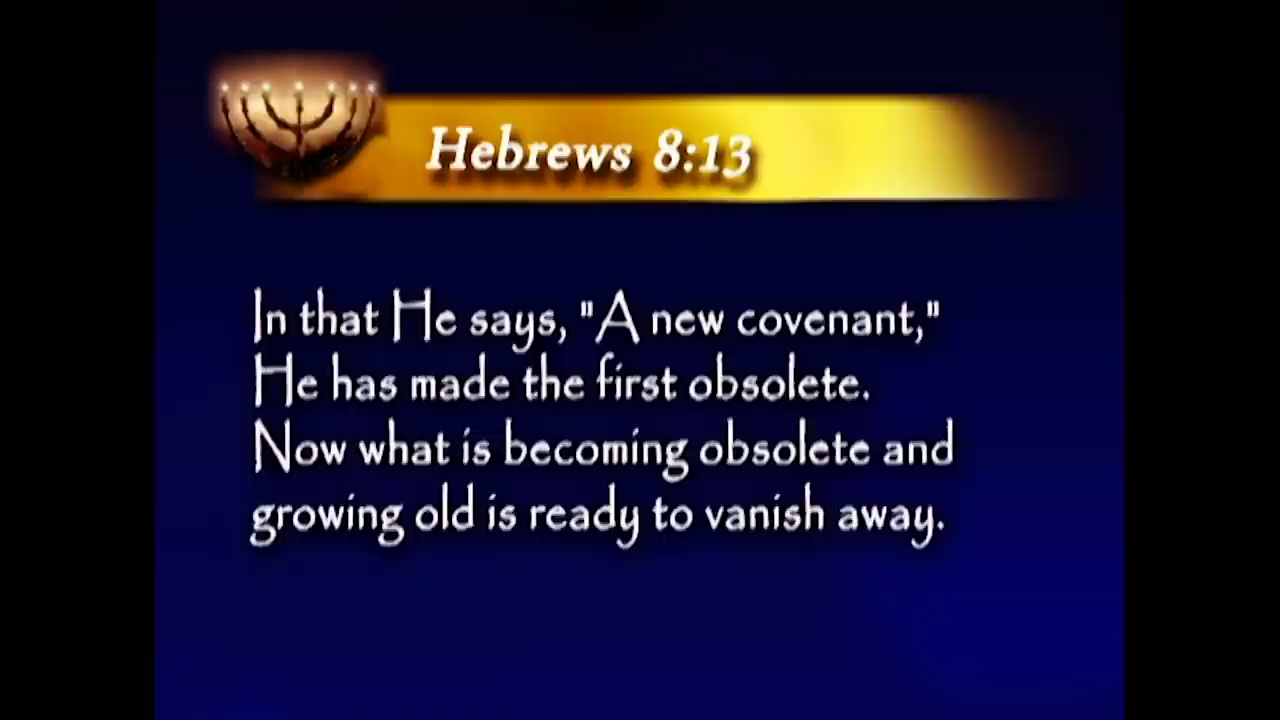 Hebrews 8:13
In that He says, "A new covenant,"
He has made the first obsolete.
Now what is becoming obsolete and
growing old is ready to vanish away.